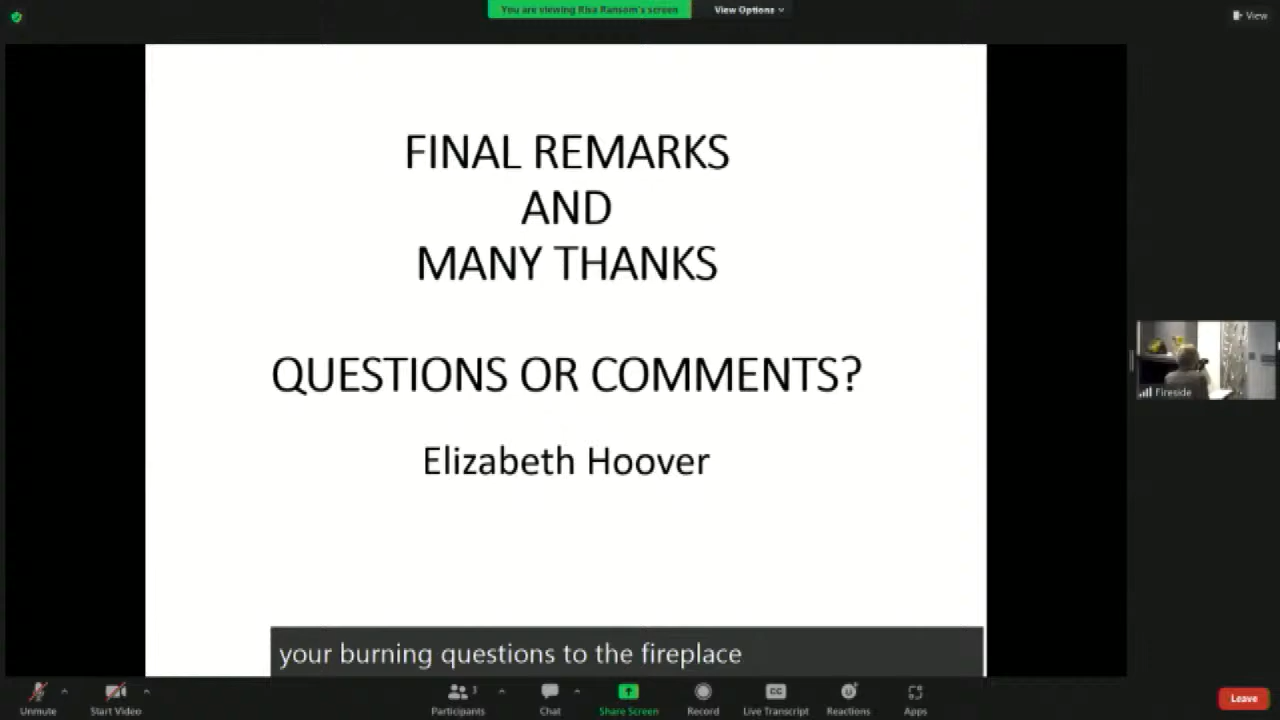 You are viewing Risa Ransom's screen
View Options
View
FINAL REMARKS
AND
MANY THANKS
QUESTIONS OR COMMENTS?
Elizabeth Hoover
Fireside
your burning questions to the fireplace
Unmute
Start Video
Participants
3
Chat
Share Screen
Record
CC
Live Transcript
Reactions
Apps
Leave